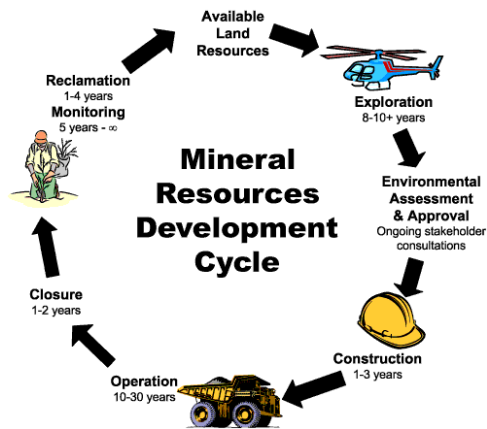 Available
Land
Resources
Exploration
8-10+ years
Environmental
Assessment
& Approval
Ongoing stakeholder
consultations
Construction
1-3 years
Operation
10-30 years
Closure
1-2 years
Reclamation
1-4 years
Monitoring
5 years - ∞
Mineral
Resources
Development
Cycle